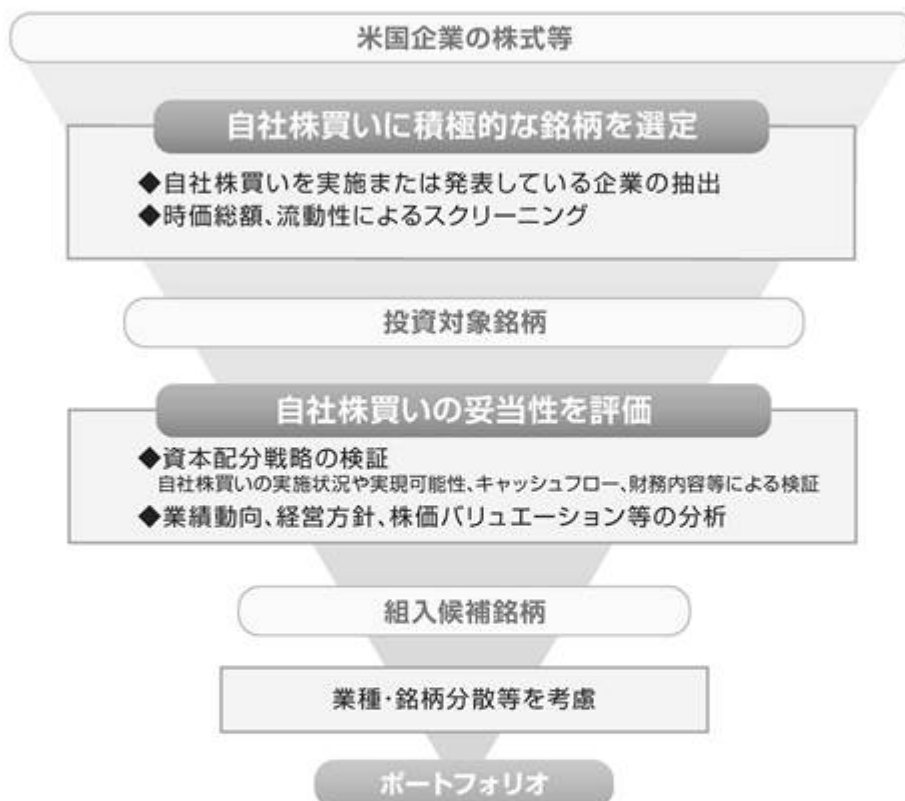 米国企業の株式等
自社株買いに積極的な銘柄を選定
◆自社株買いを実施または発表している企業の抽出
◆時価総額、流動性によるスクリーニング
投資対象銘柄
自社株買いの妥当性を評価
◆資本配分戦略の検証
自社株買いの実施状況や実現可能性、キャッシュフロー、財務内容等による検証
◆業績動向、経営方針、株価バリュエーション等の分析
組入候補銘柄
業種・銘柄分散等を考慮
ポートフォリオ